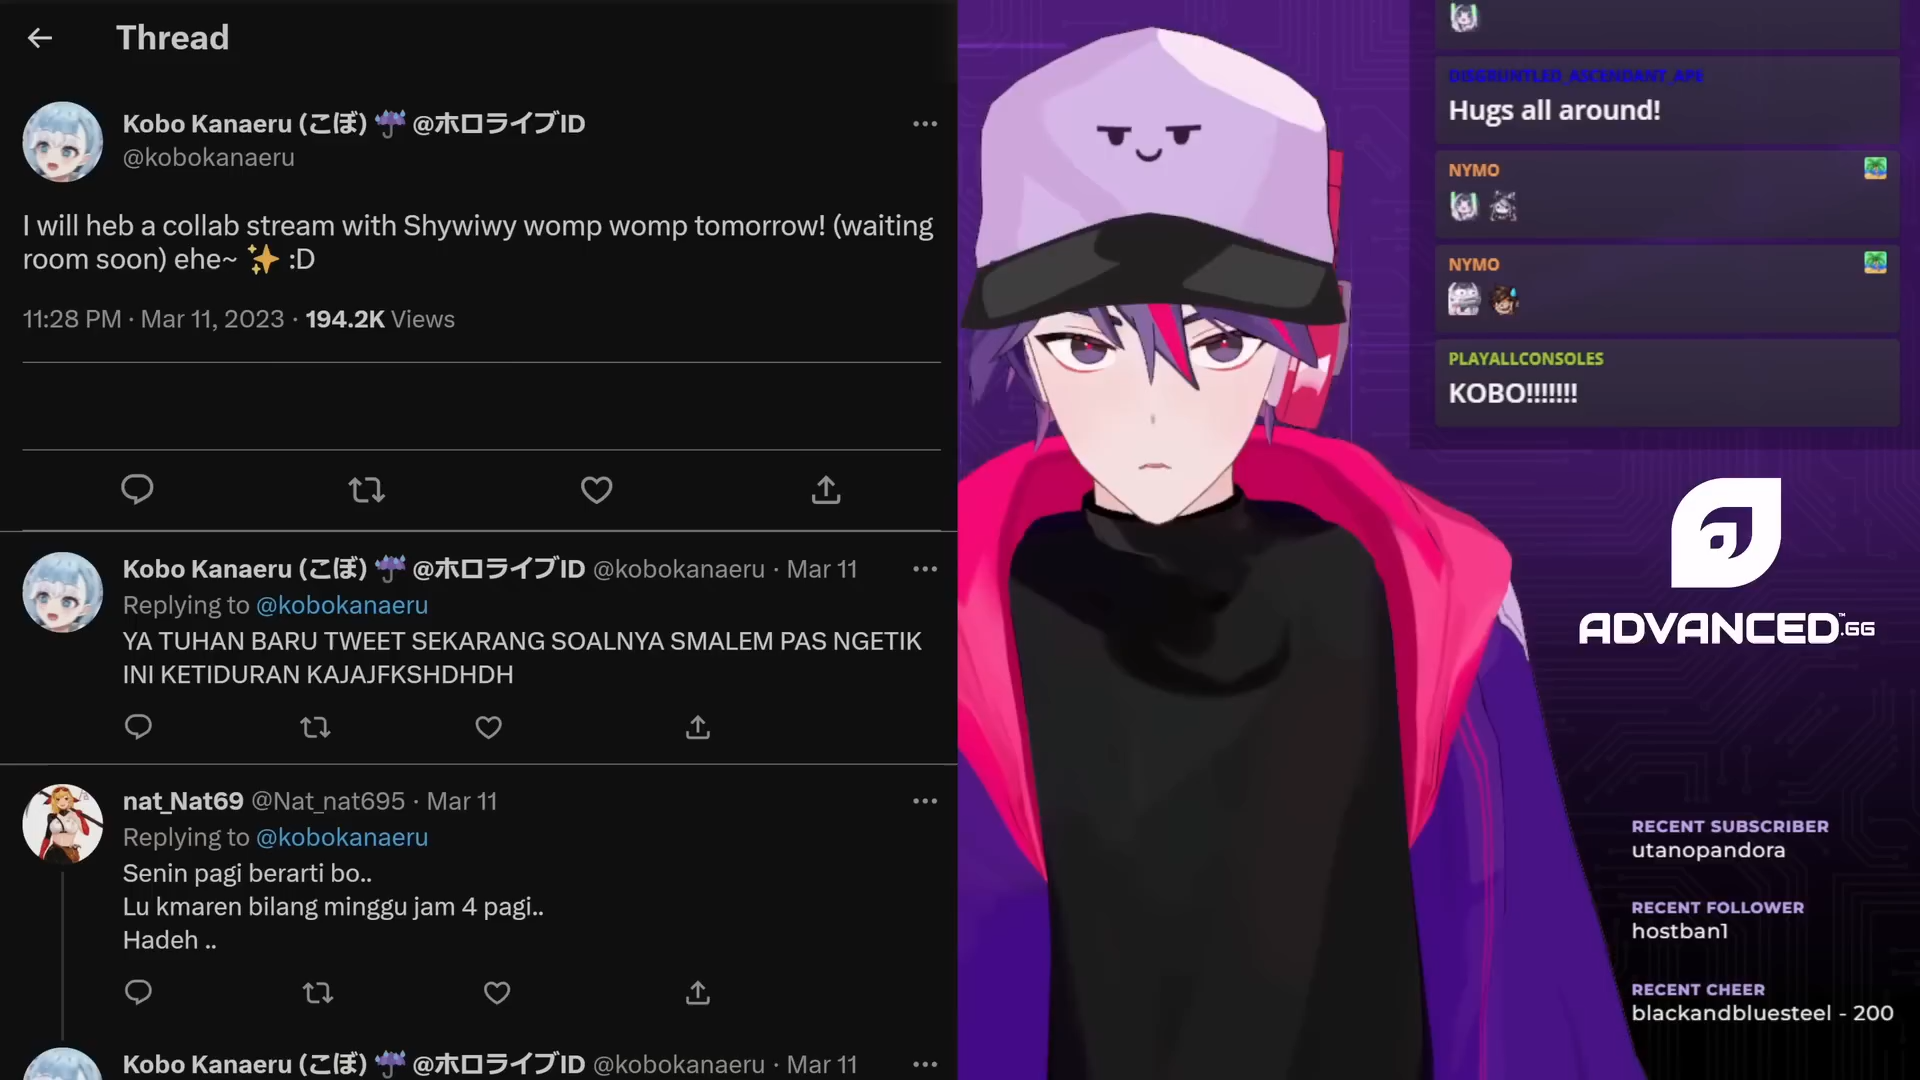 Thread
Kobo Kanaeru (こぼ) ☔ @ホロライブID
@kobokanaeru
I will heb a collab stream with Shywiwy womp womp tomorrow! (waiting
room soon) ehe~ ✨ :D
11:28 PM · Mar 11, 2023 · 194.2K Views
Kobo Kanaeru (こぼ) ☔ @ホロライブID @kobokanaeru · Mar 11
Replying to @kobokanaeru
YA TUHAN BARU TWEET SEKARANG SOALNYA SMALEM PAS NGETIK
INI KETIDURAN KAJAJFKSHDHDH
nat_Nat69 @Nat_nat695 · Mar 11
Replying to @kobokanaeru
Senin pagi berarti bo..
Lu kmaren bilang minggu jam 4 pagi..
Hadeh ..
Kobo Kanaeru (こぼ) ☔ @ホロライブID @kobokanaeru · Mar 11
DISGRUNTLED_ASCENDANT_APE
Hugs all around!
NYMO
NYMO
PLAYALLCONSOLES
KOBO!!!!!!!
ADVANCED.GG™
RECENT SUBSCRIBER
utanopandora
RECENT FOLLOWER
hostban1
RECENT CHEER
blackandbluesteel - 200